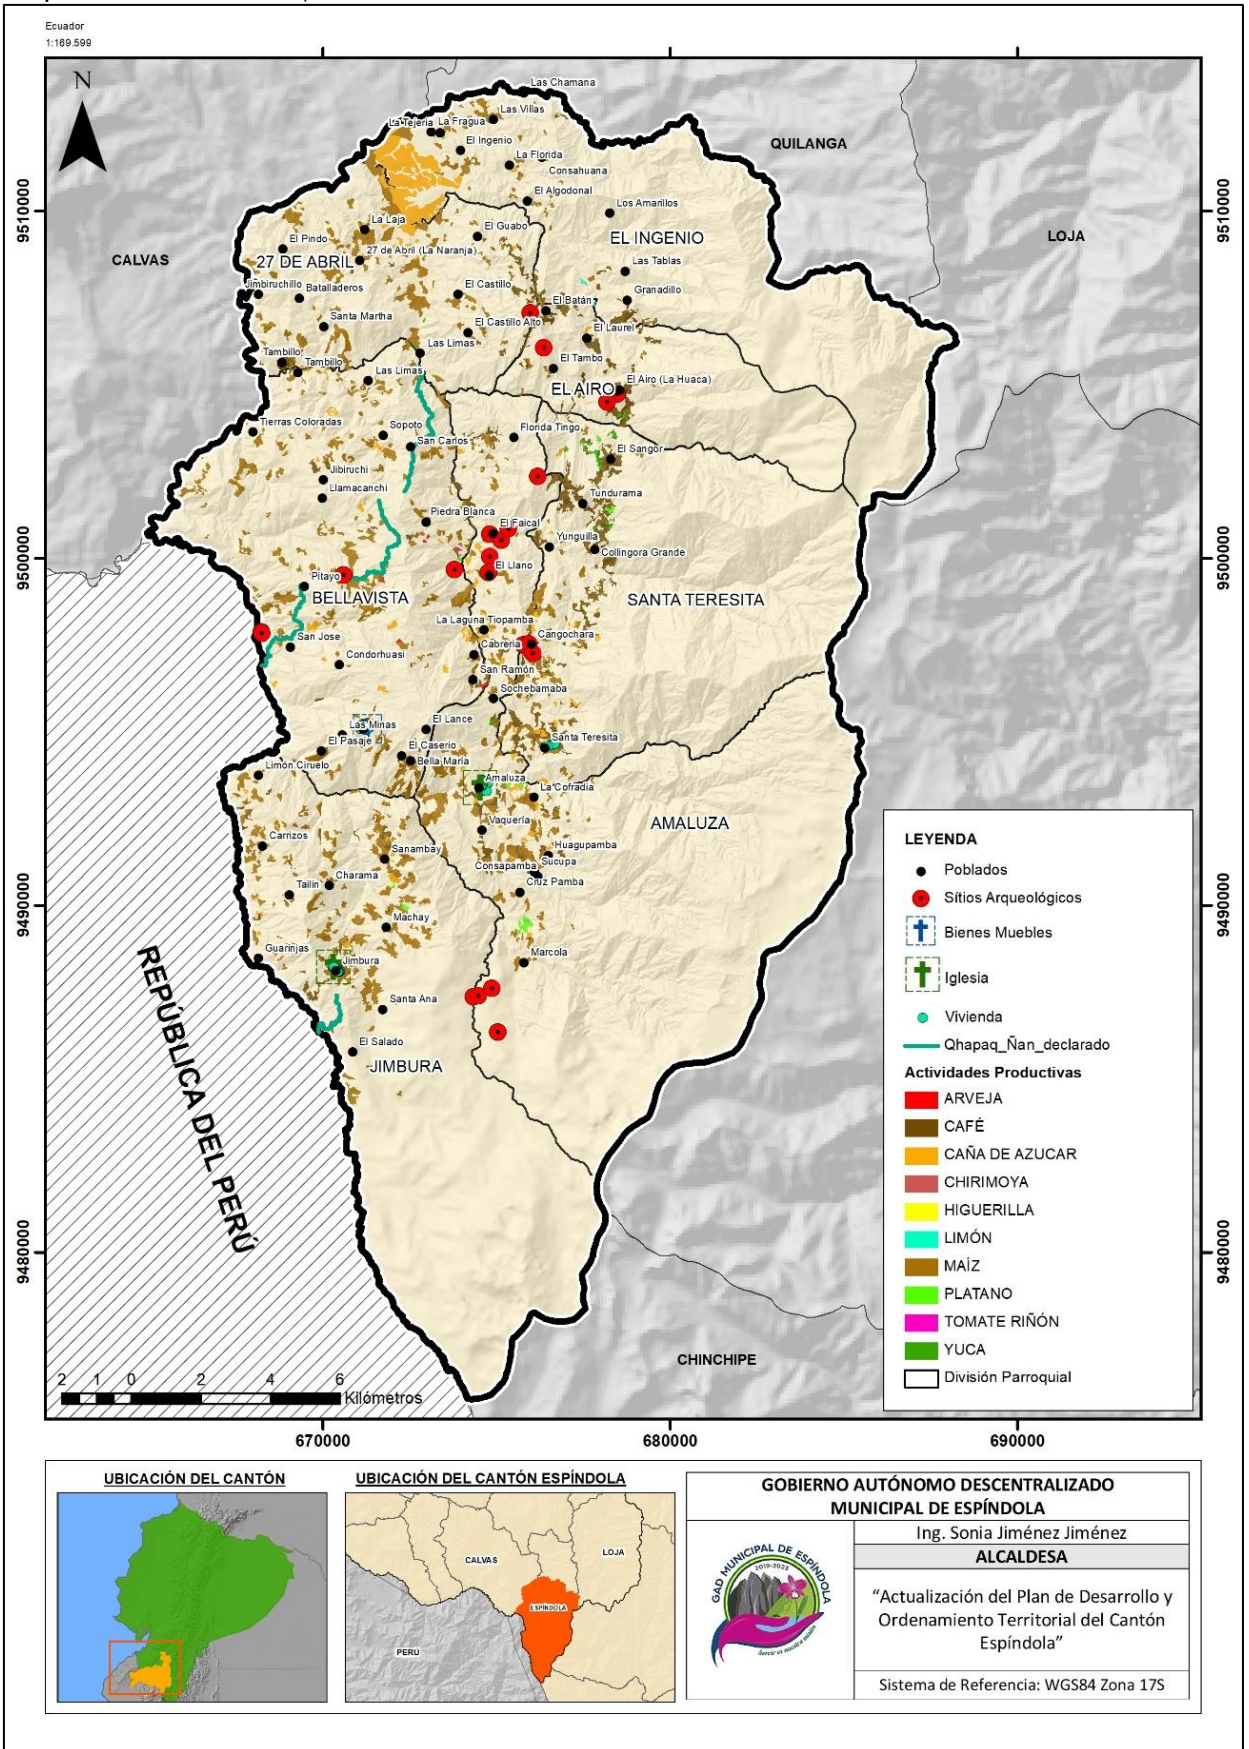 Ecuador
1:169.599
N
Las Chamana
Las Villas
La Tejeria
La Fragua
El Ingenio
QUILANGA
La Florida
Consahuana
El Algodonal
Los Amarillos
La Laja
El Guabo
EL INGENIO
LOJA
El Pindo
27 de Abril (La Naranja)
CALVAS
27 DE ABRIL
Las Tablas
Jimbiruchillo
Batalladeros
El Castillo
Granadillo
El Batán
Santa Martha
El Castillo Alto
El Laurel
Las Limas
Tambillo
Tambillo
El Tambo
Las Limas
EL AIRO
El Airo (La Huaca)
Tierras Coloradas
Sopoto
Florida Tingo
San Carlos
El Sangor
Jibiruchi
Llamacanchi
Tundurama
Piedra Blanca
El Faical
Yunguilla
Collingora Grande
El Llano
Pitayo
BELLAVISTA
SANTA TERESITA
La Laguna Tiopamba
San Jose
Cangochara
Cabreria
Condorhuasi
San Ramón
Sochebamaba
Las Minas
El Lance
Santa Teresita
El Pasaje
El Caserio
Limón Ciruelo
Bella María
Amaluza
La Cofradia
AMALUZA
Vaquería
Carrizos
Sanambay
Huagupamba
Consapamba
Sucupa
Tailin
Charama
Cruz Pamba
Machay
Guarinjas
Jimbura
Marcola
Santa Ana
El Salado
JIMBURA
REPÚBLICA DEL PERÚ
CHINCHIPE
9510000
9500000
9490000
9480000
9510000
9500000
9490000
9480000
670000
680000
690000
2 1 0 2 4 6
Kilómetros
LEYENDA
Poblados
Sítios Arqueológicos
Bienes Muebles
Iglesia
Vivienda
Qhapaq_Ñan_declarado
Actividades Productivas
ARVEJA
CAFÉ
CAÑA DE AZUCAR
CHIRIMOYA
HIGUERILLA
LIMÓN
MAÍZ
PLATANO
TOMATE RIÑÓN
YUCA
División Parroquial
UBICACIÓN DEL CANTÓN
UBICACIÓN DEL CANTÓN ESPÍNDOLA
CALVAS
LOJA
ESPÍNDOLA
PERÚ
GOBIERNO AUTÓNOMO DESCENTRALIZADO
MUNICIPAL DE ESPÍNDOLA
GAD MUNICIPAL DE ESPÍNDOLA
2019-2023
Servir es nuestra misión
Ing. Sonia Jiménez Jiménez
ALCALDESA
“Actualización del Plan de Desarrollo y
Ordenamiento Territorial del Cantón
Espíndola”
Sistema de Referencia: WGS84 Zona 17S